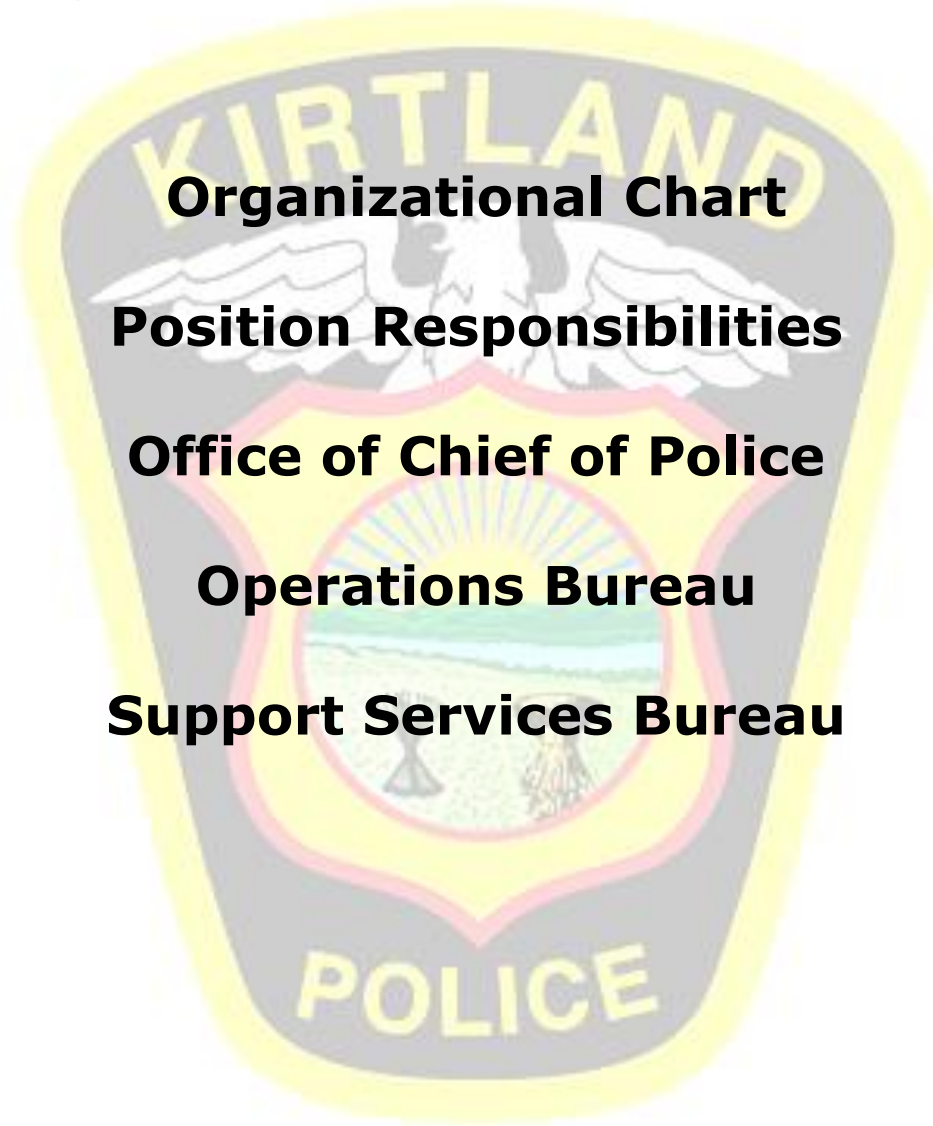 KIRTLAND
Organizational Chart
Position Responsibilities
Office of Chief of Police
Operations Bureau
Support Services Bureau
POLICE